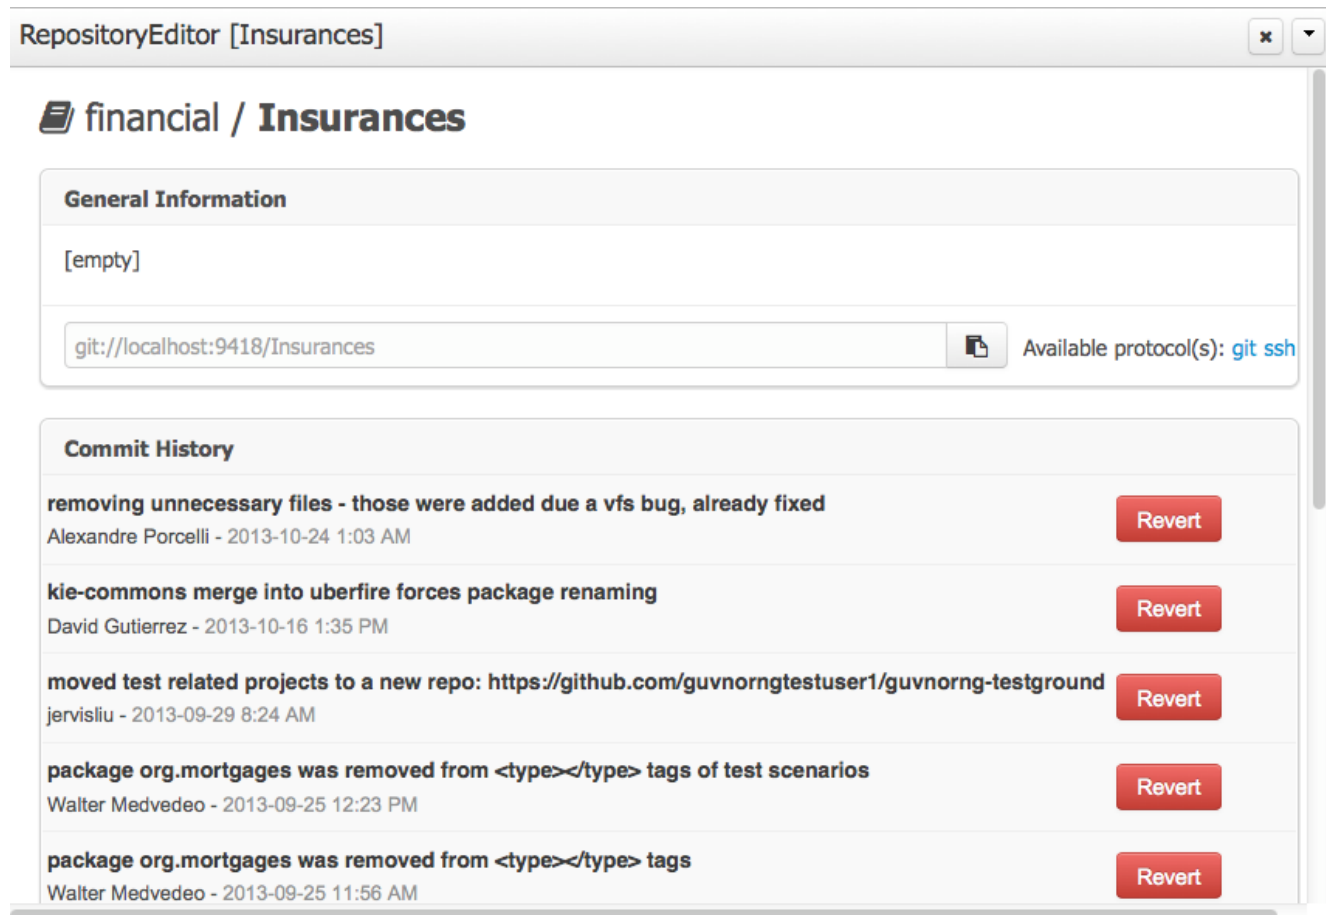 RepositoryEditor [Insurances]
financial / Insurances
General Information
[empty]
git://localhost:9418/Insurances
Available protocol(s): git ssh
Commit History
removing unnecessary files - those were added due a vfs bug, already fixed
Alexandre Porcelli - 2013-10-24 1:03 AM
Revert
kie-commons merge into uberfire forces package renaming
David Gutierrez - 2013-10-16 1:35 PM
Revert
moved test related projects to a new repo: https://github.com/guvnorngtestuser1/guvnorng-testground
jervisliu - 2013-09-29 8:24 AM
Revert
package org.mortgages was removed from <type></type> tags of test scenarios
Walter Medvedeo - 2013-09-25 12:23 PM
Revert
package org.mortgages was removed from <type></type> tags
Walter Medvedeo - 2013-09-25 11:56 AM
Revert